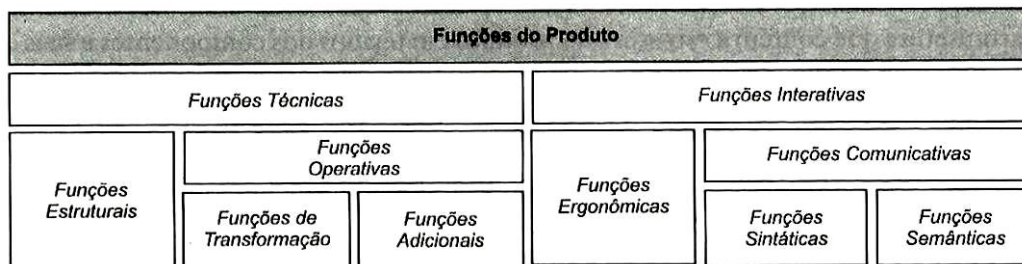 Funções do Produto
Funções Técnicas
Funções Interativas
Funções
Estruturais
Funções
Operativas
Funções de
Transformação
Funções
Adicionais
Funções
Ergonômicas
Funções Comunicativas
Funções
Sintáticas
Funções
Semânticas